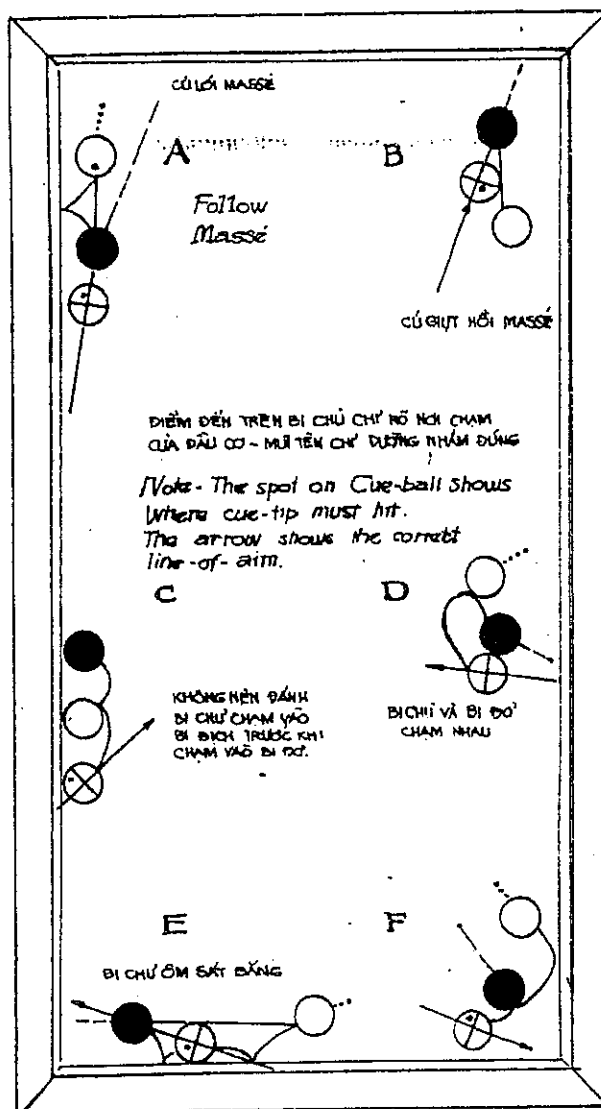 CÚ LÒI MASSÉ
A
B
Follow
Massé
CÚ GIỰT HỒI MASSÉ
ĐIỂM ĐẾN TRÊN BI CHỦ CHỈ RÕ NƠI CHẠM
CỦA ĐẦU CƠ - MŨI TÊN CHỈ ĐƯỜNG NHẮM ĐÚNG
Note - The spot on Cue-ball shows
Where cue-tip must hit.
The arrow shows the correct
line-of-aim.
C
D
KHÔNG NÊN ĐÁNH
BI CHỦ CHẠM VÀO
BI ĐÍCH TRƯỚC KHI
CHẠM VÀO BI ĐỎ.
BI CHỦ VÀ BI ĐỎ
CHẠM NHAU
E
F
BI CHỦ ÔM SÁT BĂNG